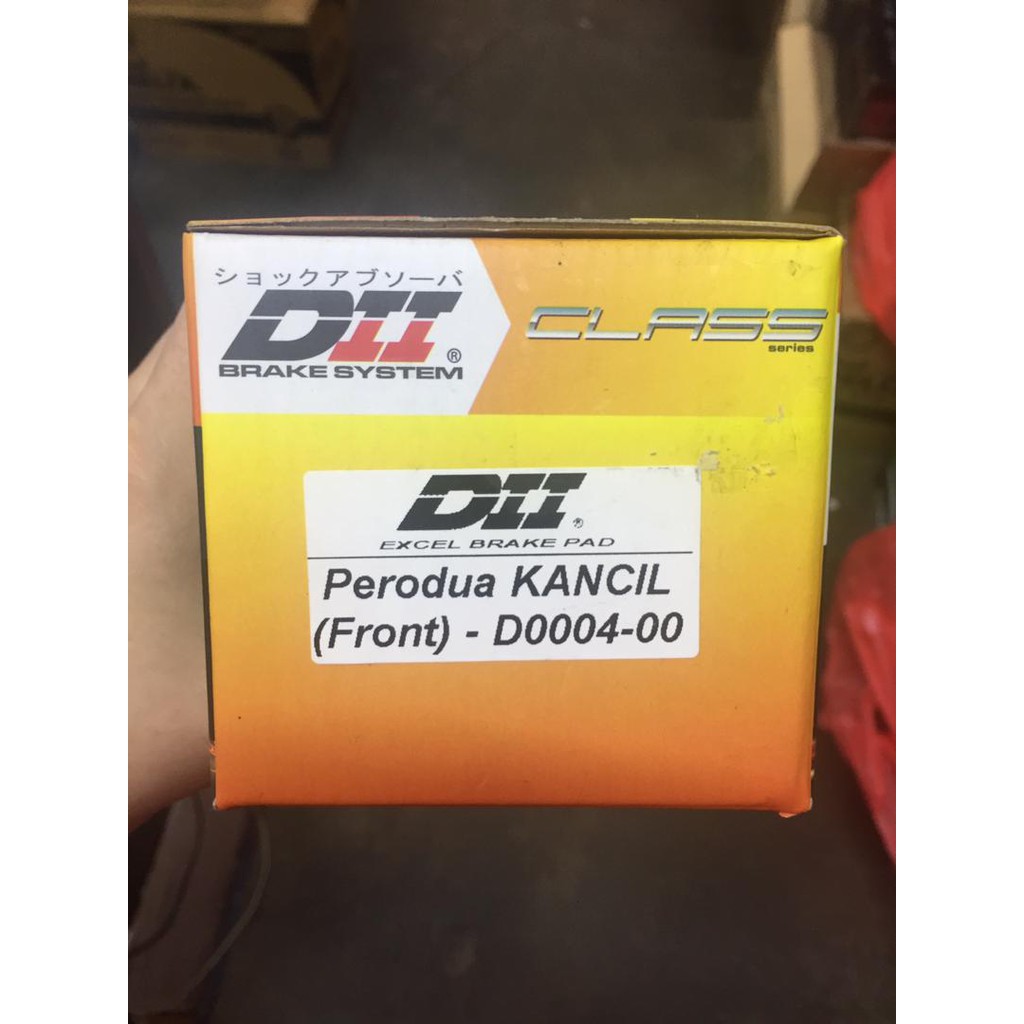 ショックアブソーバ
DII®
BRAKE SYSTEM
CLASS
series
DII®
EXCEL BRAKE PAD
Perodua KANCIL
(Front) - D0004-00